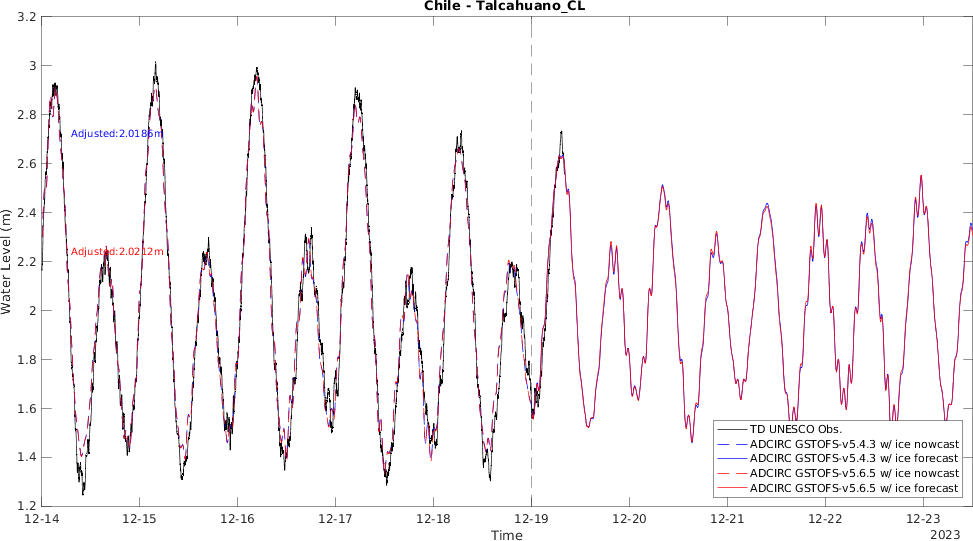 Chile - Talcahuano_CL
3.2
3
2.8
2.6
2.4
2.2
2
1.8
1.6
1.4
1.2
Water Level (m)
Adjusted:2.0186m
Adjusted:2.0212m
TD UNESCO Obs.
ADCIRC GSTOFS-v5.4.3 w/ ice nowcast
ADCIRC GSTOFS-v5.4.3 w/ ice forecast
ADCIRC GSTOFS-v5.6.5 w/ ice nowcast
ADCIRC GSTOFS-v5.6.5 w/ ice forecast
12-14 12-15 12-16 12-17 12-18 12-19 12-20 12-21 12-22 12-23
Time
2023